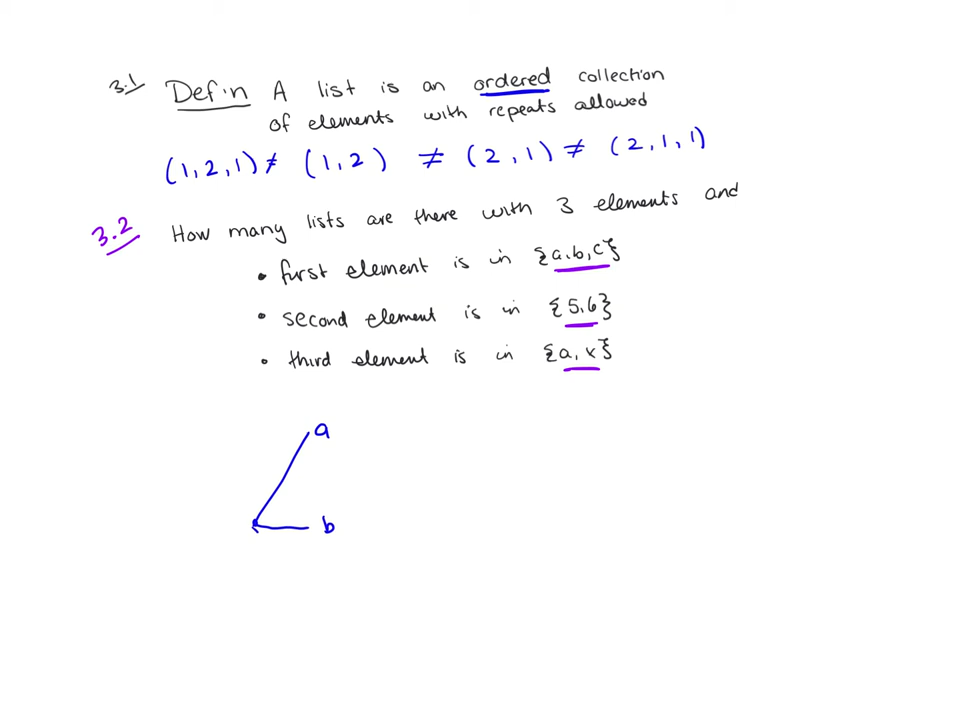 3.1 Def'n A list is an ordered collection
of elements with repeats allowed
(1,2,1) ≠ (1,2) ≠ (2,1) ≠ (2,1,1)
3.2 How many lists are there with 3 elements and
• first element is in {a,b,c}
• second element is in {5,6}
• third element is in {a,x}
a
b